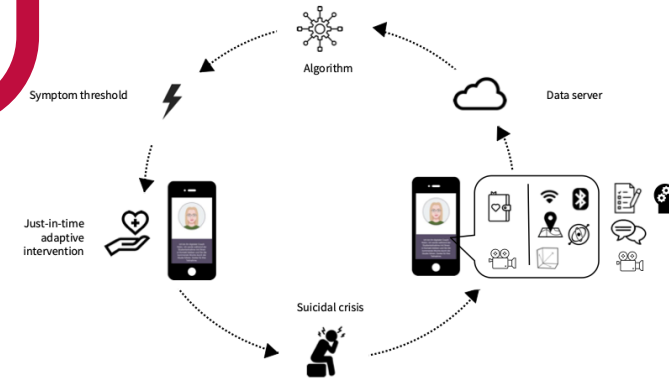 Algorithm
Symptom threshold
Data server
Just-in-time
adaptive
intervention
Suicidal crisis